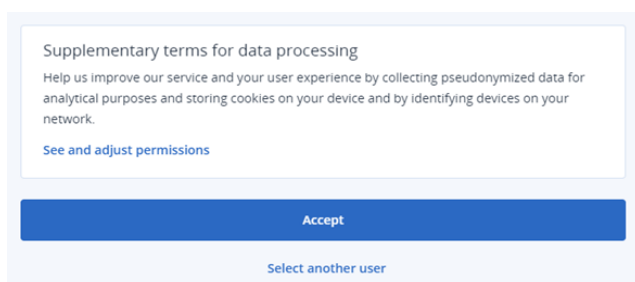 Supplementary terms for data processing
Help us improve our service and your user experience by collecting pseudonymized data for
analytical purposes and storing cookies on your device and by identifying devices on your
network.
See and adjust permissions
Accept
Select another user